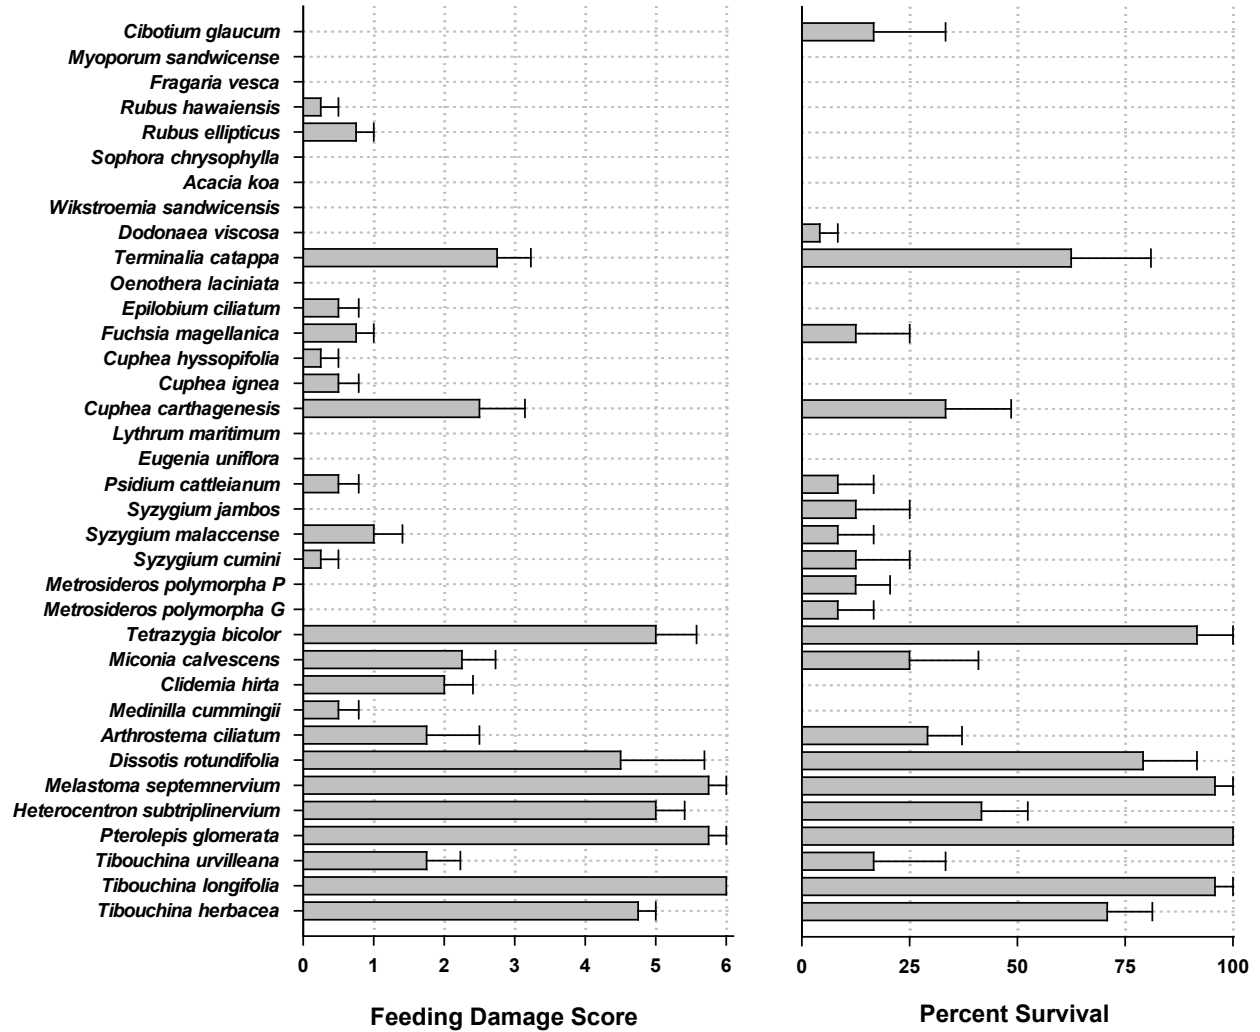 Cibotium glaucum
Myoporum sandwicense
Fragaria vesca
Rubus hawaiensis
Rubus ellipticus
Sophora chrysophylla
Acacia koa
Wikstroemia sandwicensis
Dodonaea viscosa
Terminalia catappa
Oenothera laciniata
Epilobium ciliatum
Fuchsia magellanica
Cuphea hyssopifolia
Cuphea ignea
Cuphea carthagenesis
Lythrum maritimum
Eugenia uniflora
Psidium cattleianum
Syzygium jambos
Syzygium malaccense
Syzygium cumini
Metrosideros polymorpha P
Metrosideros polymorpha G
Tetrazygia bicolor
Miconia calvescens
Clidemia hirta
Medinilla cummingii
Arthrostema ciliatum
Dissotis rotundifolia
Melastoma septemnervium
Heterocentron subtriplinervium
Pterolepis glomerata
Tibouchina urvilleana
Tibouchina longifolia
Tibouchina herbacea
0 1 2 3 4 5 6
Feeding Damage Score
0 25 50 75 100
Percent Survival